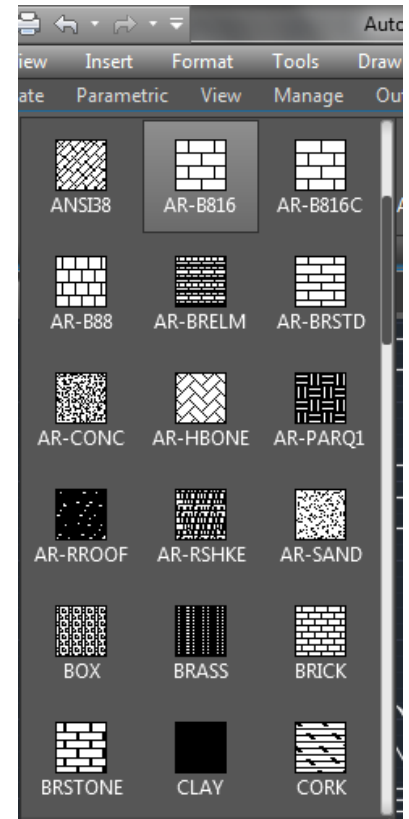 Auto
iew Insert Format Tools Draw
ate Parametric View Manage Out
ANSI38 AR-B816 AR-B816C
AR-B88 AR-BRELM AR-BRSTD
AR-CONC AR-HBONE AR-PARQ1
AR-RROOF AR-RSHKE AR-SAND
BOX BRASS BRICK
BRSTONE CLAY CORK